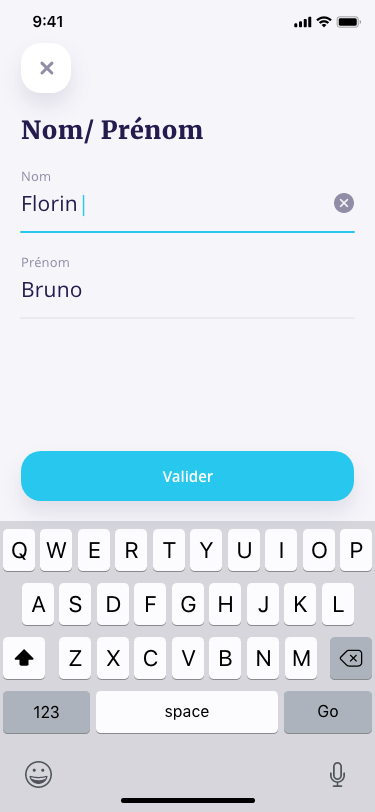 9:41
Nom/ Prénom
Nom
Florin
Prénom
Bruno
Valider
Q W E R T Y U I O P
A S D F G H J K L
Z X C V B N M
123 space Go